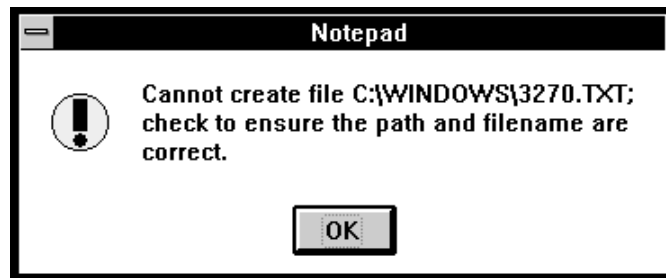 Notepad
Cannot create file C:\WINDOWS\3270.TXT;
check to ensure the path and filename are
correct.
OK